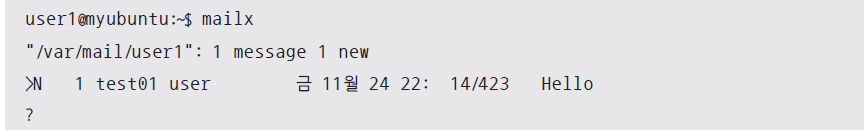 user1@myubuntu:~$ mailx
"/var/mail/user1": 1 message 1 new
>N 1 test01 user 금 11월 24 22: 14/423 Hello
?